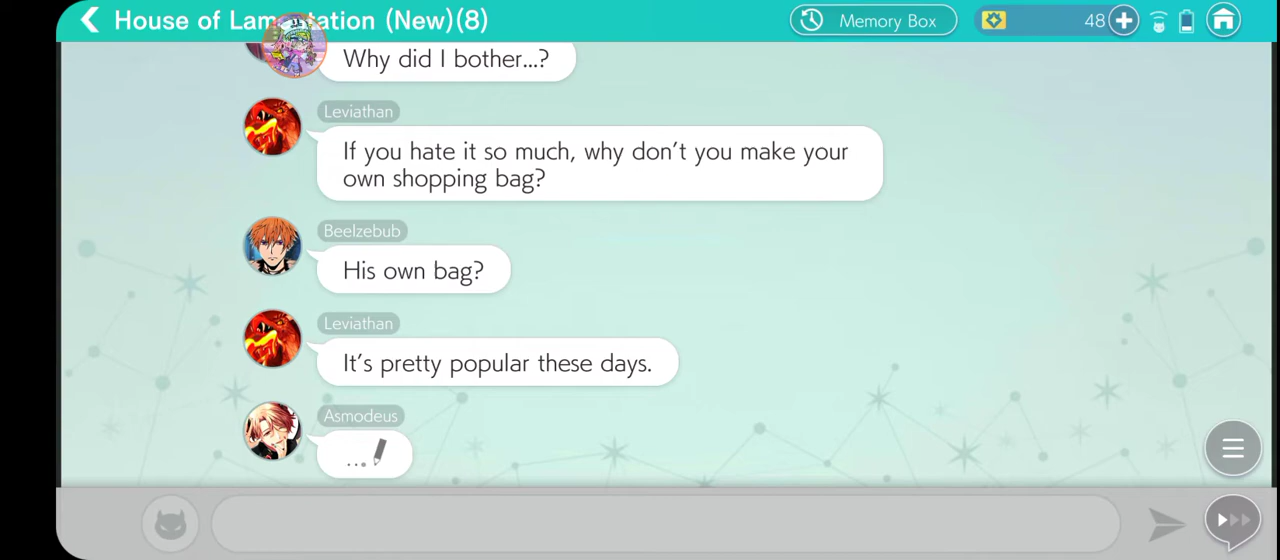 House of Lam tation (New)(8)
Memory Box
48
Why did I bother...?
Leviathan
If you hate it so much, why don't you make your
own shopping bag?
Beelzebub
His own bag?
Leviathan
It's pretty popular these days.
Asmodeus
...